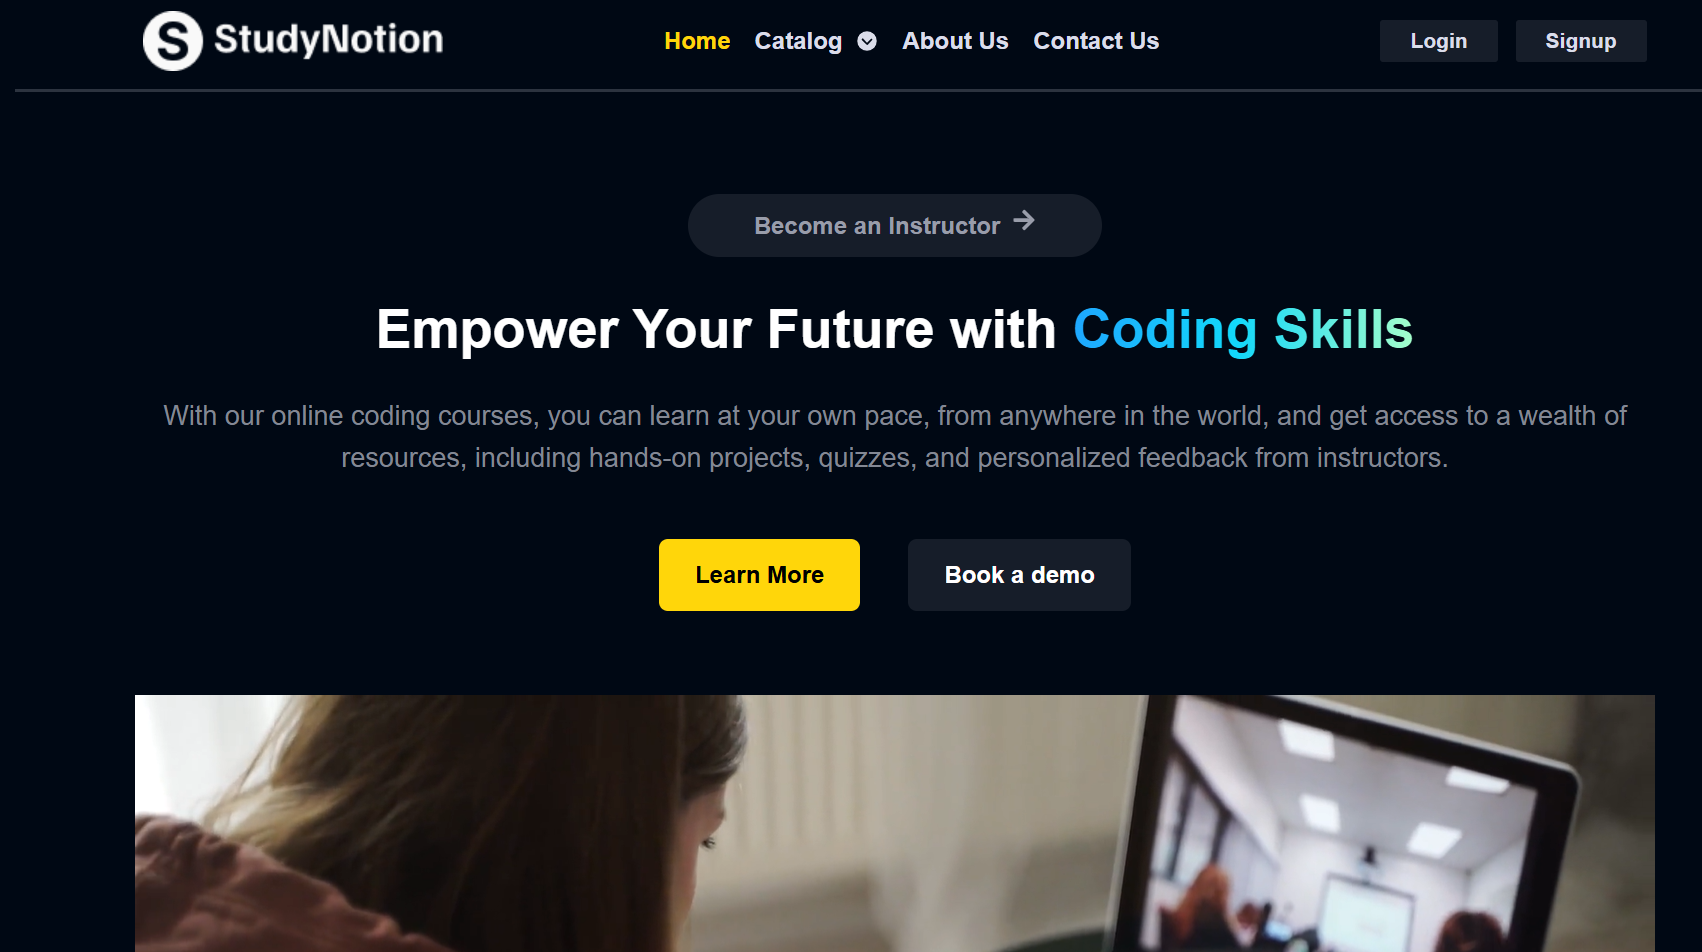 S StudyNotion
Home Catalog About Us Contact Us
Login Signup
Become an Instructor
Empower Your Future with Coding Skills
With our online coding courses, you can learn at your own pace, from anywhere in the world, and get access to a wealth of
resources, including hands-on projects, quizzes, and personalized feedback from instructors.
Learn More Book a demo